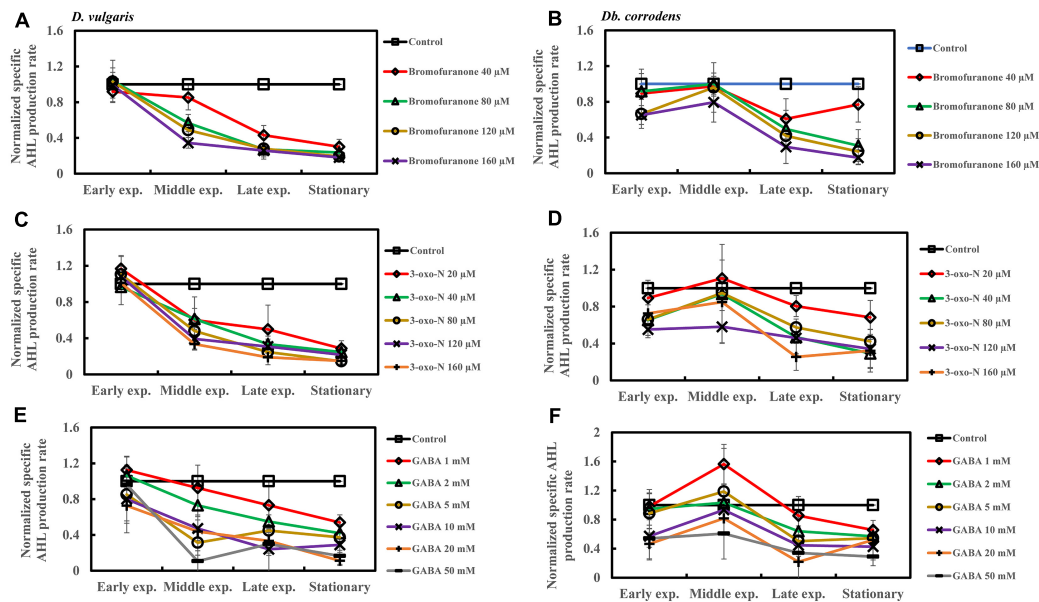 A
D. vulgaris
Normalized specific
AHL production rate
1.6
1.2
0.8
0.4
0
Early exp. Middle exp. Late exp. Stationary
Control
Bromofuranone 40 µM
Bromofuranone 80 µM
Bromofuranone 120 µM
Bromofuranone 160 µM
B
Db. corrodens
Normalized specific
AHL production rate
1.6
1.2
0.8
0.4
0
Early exp. Middle exp. Late exp. Stationary
Control
Bromofuranone 40 µM
Bromofuranone 80 µM
Bromofuranone 120 µM
Bromofuranone 160 µM
C
Normalized specific
AHL production rate
1.6
1.2
0.8
0.4
0
Early exp. Middle exp. Late exp. Stationary
Control
3-oxo-N 20 µM
3-oxo-N 40 µM
3-oxo-N 80 µM
3-oxo-N 120 µM
3-oxo-N 160 µM
D
Normalized specific
AHL production rate
1.6
1.2
0.8
0.4
0
Early exp. Middle exp. Late exp. Stationary
Control
3-oxo-N 20 µM
3-oxo-N 40 µM
3-oxo-N 80 µM
3-oxo-N 120 µM
3-oxo-N 160 µM
E
Normalized specific
AHL production rate
1.6
1.2
0.8
0.4
0
Early exp. Middle exp. Late exp. Stationary
Control
GABA 1 mM
GABA 2 mM
GABA 5 mM
GABA 10 mM
GABA 20 mM
GABA 50 mM
F
Normalized specific AHL
production rate
2
1.6
1.2
0.8
0.4
0
Early exp. Middle exp. Late exp. Stationary
Control
GABA 1 mM
GABA 2 mM
GABA 5 mM
GABA 10 mM
GABA 20 mM
GABA 50 mM